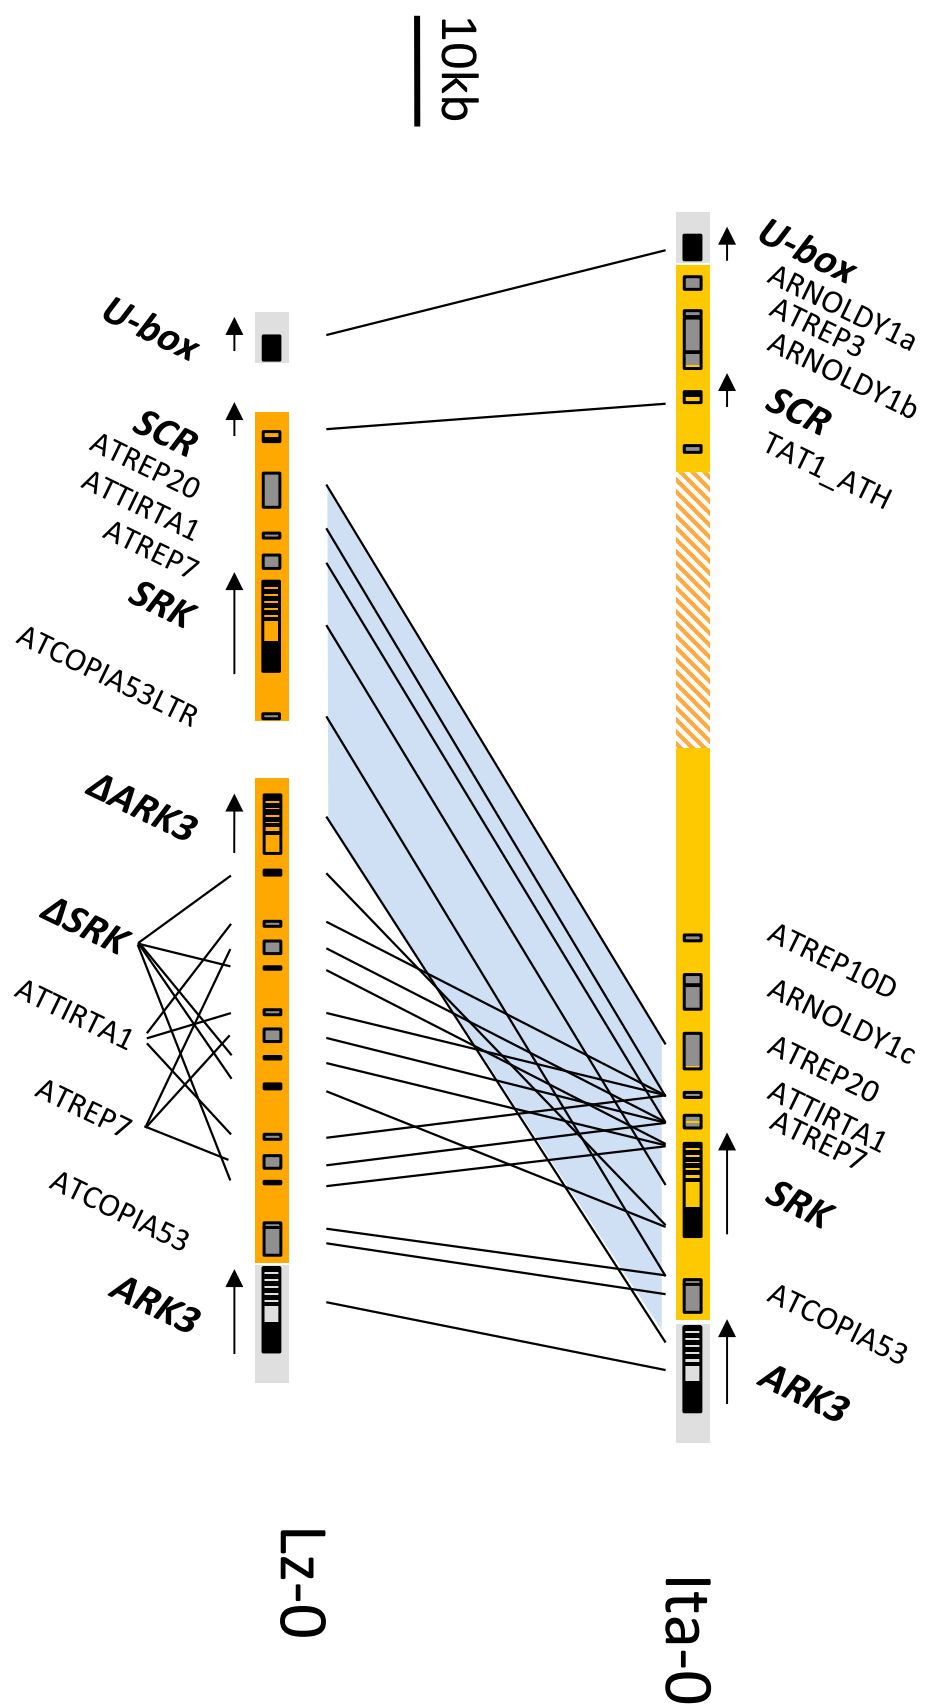 10kb
U-box
ARNOLDY1a
ATREP3
ARNOLDY1b
SCR
TAT1_ATH
ATREP10D
ARNOLDY1c
ATREP20
ATTIRTA1
ATREP7
SRK
ATCOPIA53
ARK3
Ita-0
U-box
SCR
ATREP20
ATTIRTA1
ATREP7
SRK
ATCOPIA53LTR
ΔARK3
ΔSRK
ATTIRTA1
ATREP7
ATCOPIA53
ARK3
Lz-0